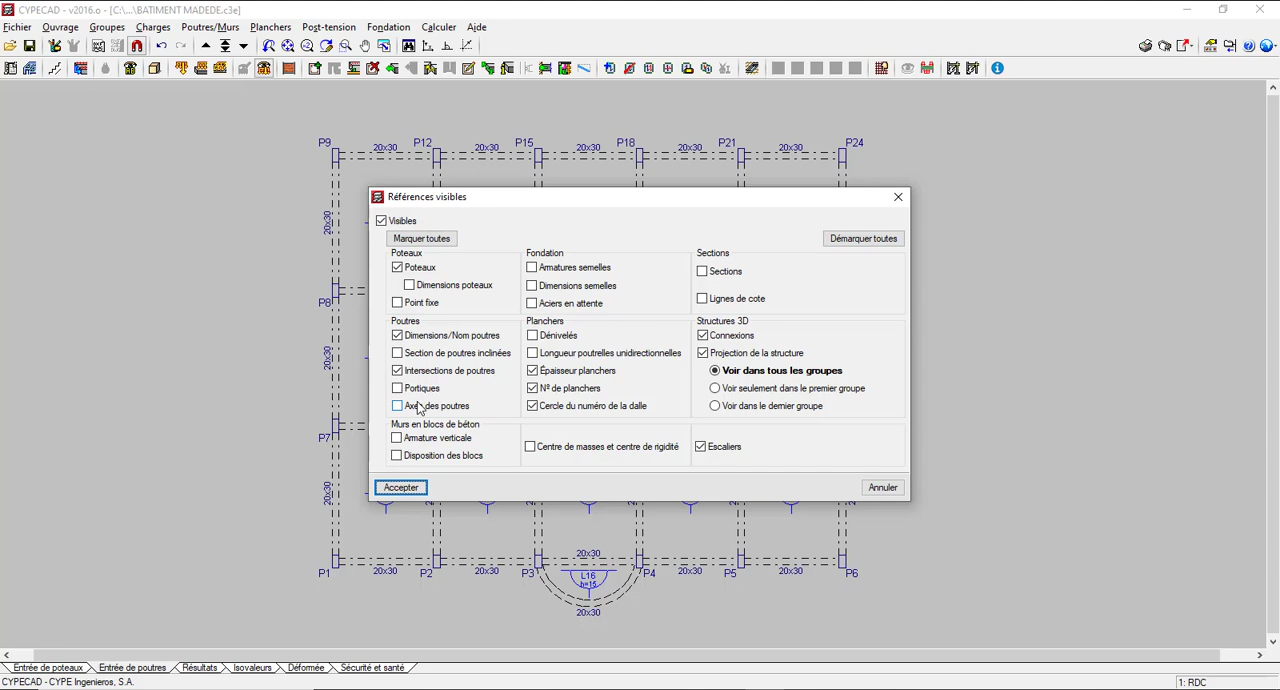 CYPECAD - v2016.o - [C:\...\BATIMENT MADEDE.c3e]
Fichier Ouvrage Groupes Charges Poutres/Murs Planchers Post-tension Fondation Calculer Aide
P9 20x30 P12 20x30 P15 20x30 P18 20x30 P21 20x30 P24
20x30
Références visibles
Visibles
Marquer toutes Démarquer toutes
Poteaux Fondation Sections
Poteaux Armatures semelles Sections
Dimensions poteaux Dimensions semelles
Point fixe Aciers en attente Lignes de cote
P8
Poutres Planchers Structures 3D
Dimensions/Nom poutres Dénivelés Connexions
Section de poutres inclinées Longueur poutrelles unidirectionnelles Projection de la structure
20x30
Intersections de poutres Épaisseur planchers Voir dans tous les groupes
Portiques Nº de planchers Voir seulement dans le premier groupe
Axes des poutres Cercle du numéro de la dalle Voir dans le dernier groupe
Murs en blocs de béton
P7 Armature verticale
Centre de masses et centre de rigidité Escaliers
Disposition des blocs
Accepter Annuler
20x30
20x30
P1 20x30 P2 20x30 P3 L16 P4 20x30 P5 20x30 P6
h=15
20x30
Entrée de poteaux Entrée de poutres Résultats Isovaleurs Déformée Sécurité et santé
CYPECAD - CYPE Ingenieros, S.A. 1: RDC